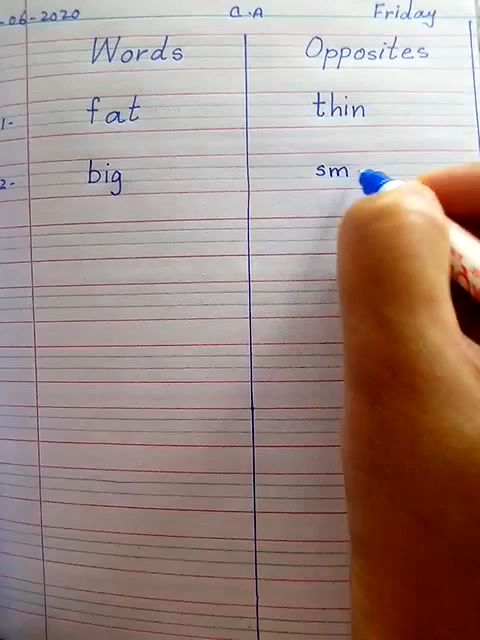 -06-2020 C.A Friday
Words Opposites
1- fat thin
2- big sm